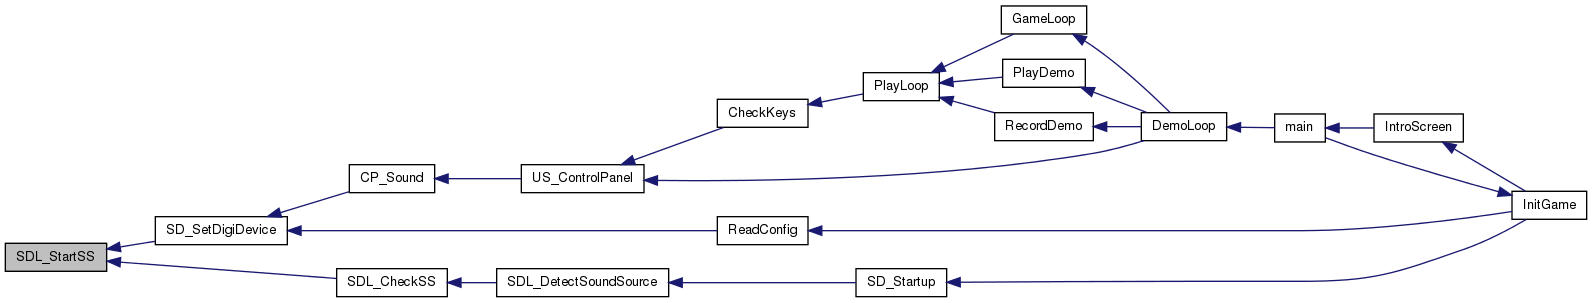 GameLoop
PlayDemo
PlayLoop
CheckKeys
RecordDemo
DemoLoop
main
IntroScreen
CP_Sound
US_ControlPanel
InitGame
SD_SetDigiDevice
ReadConfig
SDL_StartSS
SDL_CheckSS
SDL_DetectSoundSource
SD_Startup